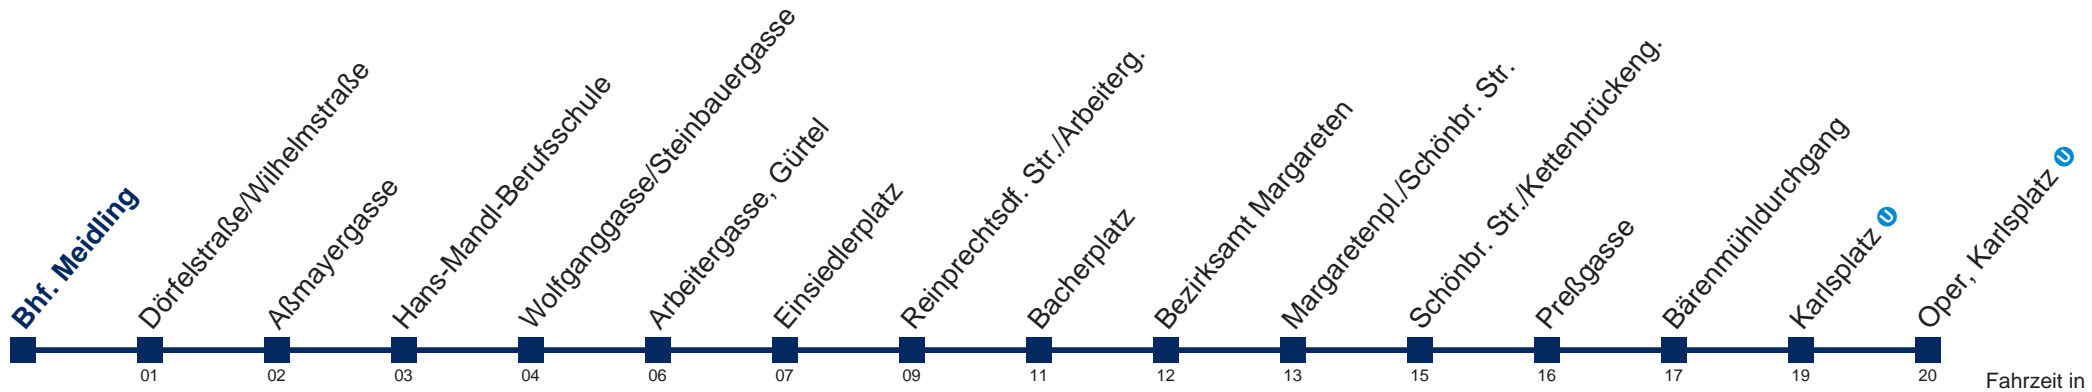 Bhf. Meidling
Dörfelstraße/Wilhelmstraße
Aßmayergasse
Hans-Mandl-Berufsschule
Wolfganggasse/Steinbauergasse
Arbeitergasse, Gürtel
Einsiedlerplatz
Reinprechtsdf. Str./Arbeiterg.
Bacherplatz
Bezirksamt Margareten
Margaretenpl./Schönbr. Str.
Schönbr. Str./Kettenbrückeng.
Preßgasse
Bärenmühldurchgang
Karlsplatz U
Oper, Karlsplatz U
01 02 03 04 06 07 09 11 12 13 15 16 17 19 20 Fahrzeit in